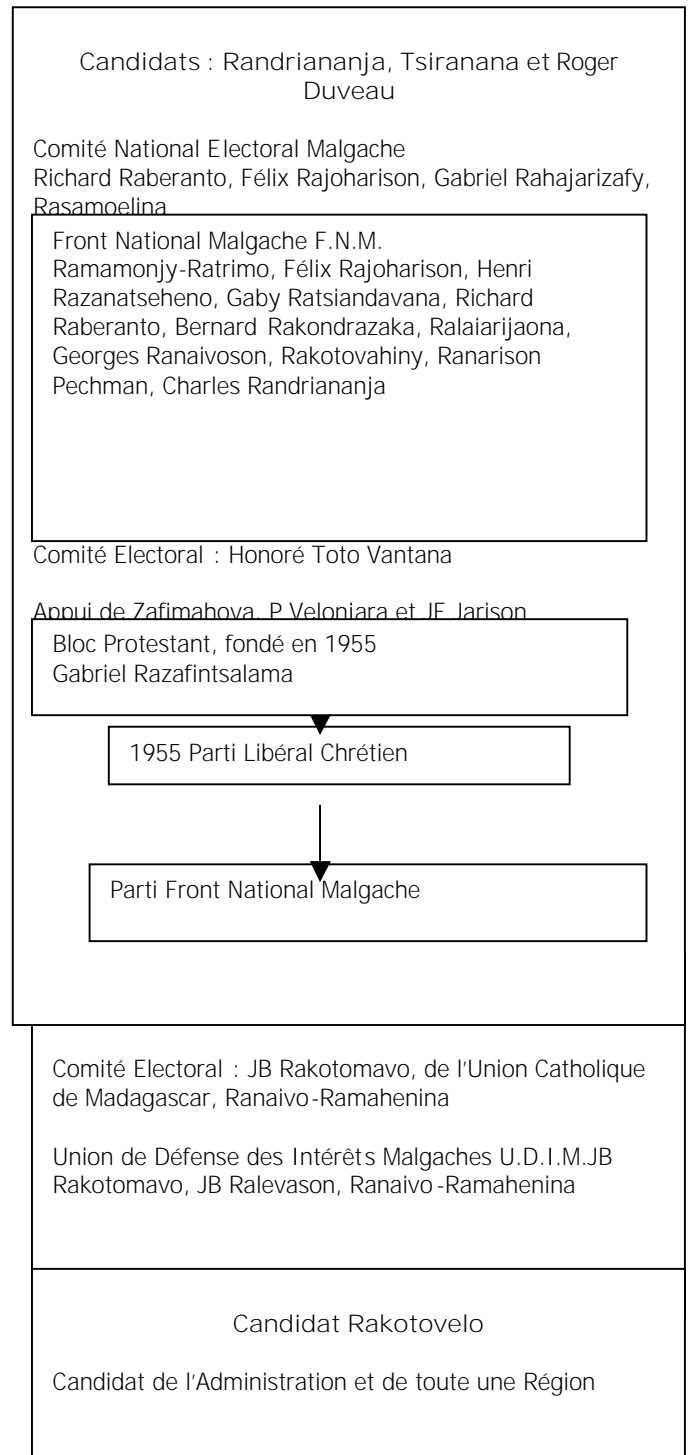 Candidats : Randriananja, Tsiranana et Roger
Duveau
Comité National Electoral Malgache
Richard Raberanto, Félix Rajoharison, Gabriel Rahajarizafy,
Rasamoelina
Front National Malgache F.N.M.
Ramamonjy-Ratrimo, Félix Rajoharison, Henri
Razanatseheno, Gaby Ratsiandavana, Richard
Raberanto, Bernard Rakondrazaka, Ralaiarijaona,
Georges Ranaivoson, Rakotovahiny, Ranarison
Pechman, Charles Randriananja
Comité Electoral : Honoré Toto Vantana
Appui de Zafimahova, P Velonjara et JF Jarison
Bloc Protestant, fondé en 1955
Gabriel Razafintsalama
1955 Parti Libéral Chrétien
Parti Front National Malgache
Comité Electoral : JB Rakotomavo, de l'Union Catholique
de Madagascar, Ranaivo-Ramahenina
Union de Défense des Intérêts Malgaches U.D.I.M.JB
Rakotomavo, JB Ralevason, Ranaivo-Ramahenina
Candidat Rakotovelo
Candidat de l'Administration et de toute une Région